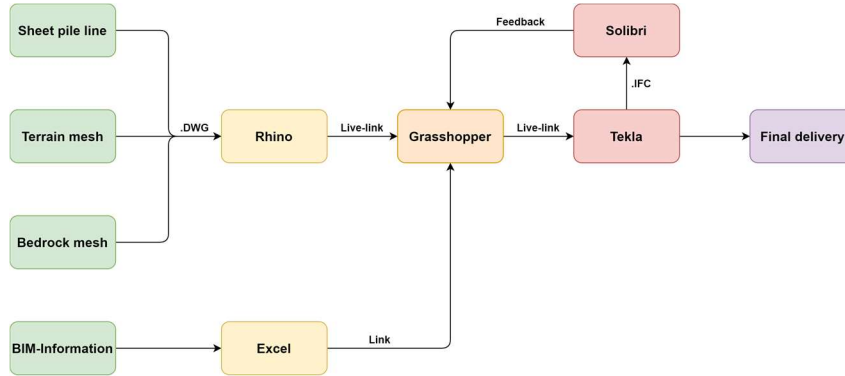 Sheet pile line
Feedback
Solibri
.IFC
Terrain mesh
.DWG
Rhino
Live-link
Grasshopper
Live-link
Tekla
Final delivery
Bedrock mesh
BIM-Information
Excel
Link